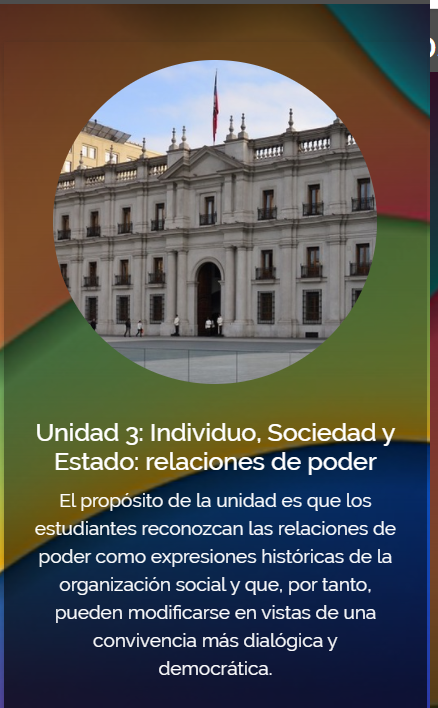 Unidad 3: Individuo, Sociedad y
Estado: relaciones de poder
El propósito de la unidad es que los
estudiantes reconozcan las relaciones de
poder como expresiones históricas de la
organización social y que, por tanto,
pueden modificarse en vistas de una
convivencia más dialógica y
democrática.